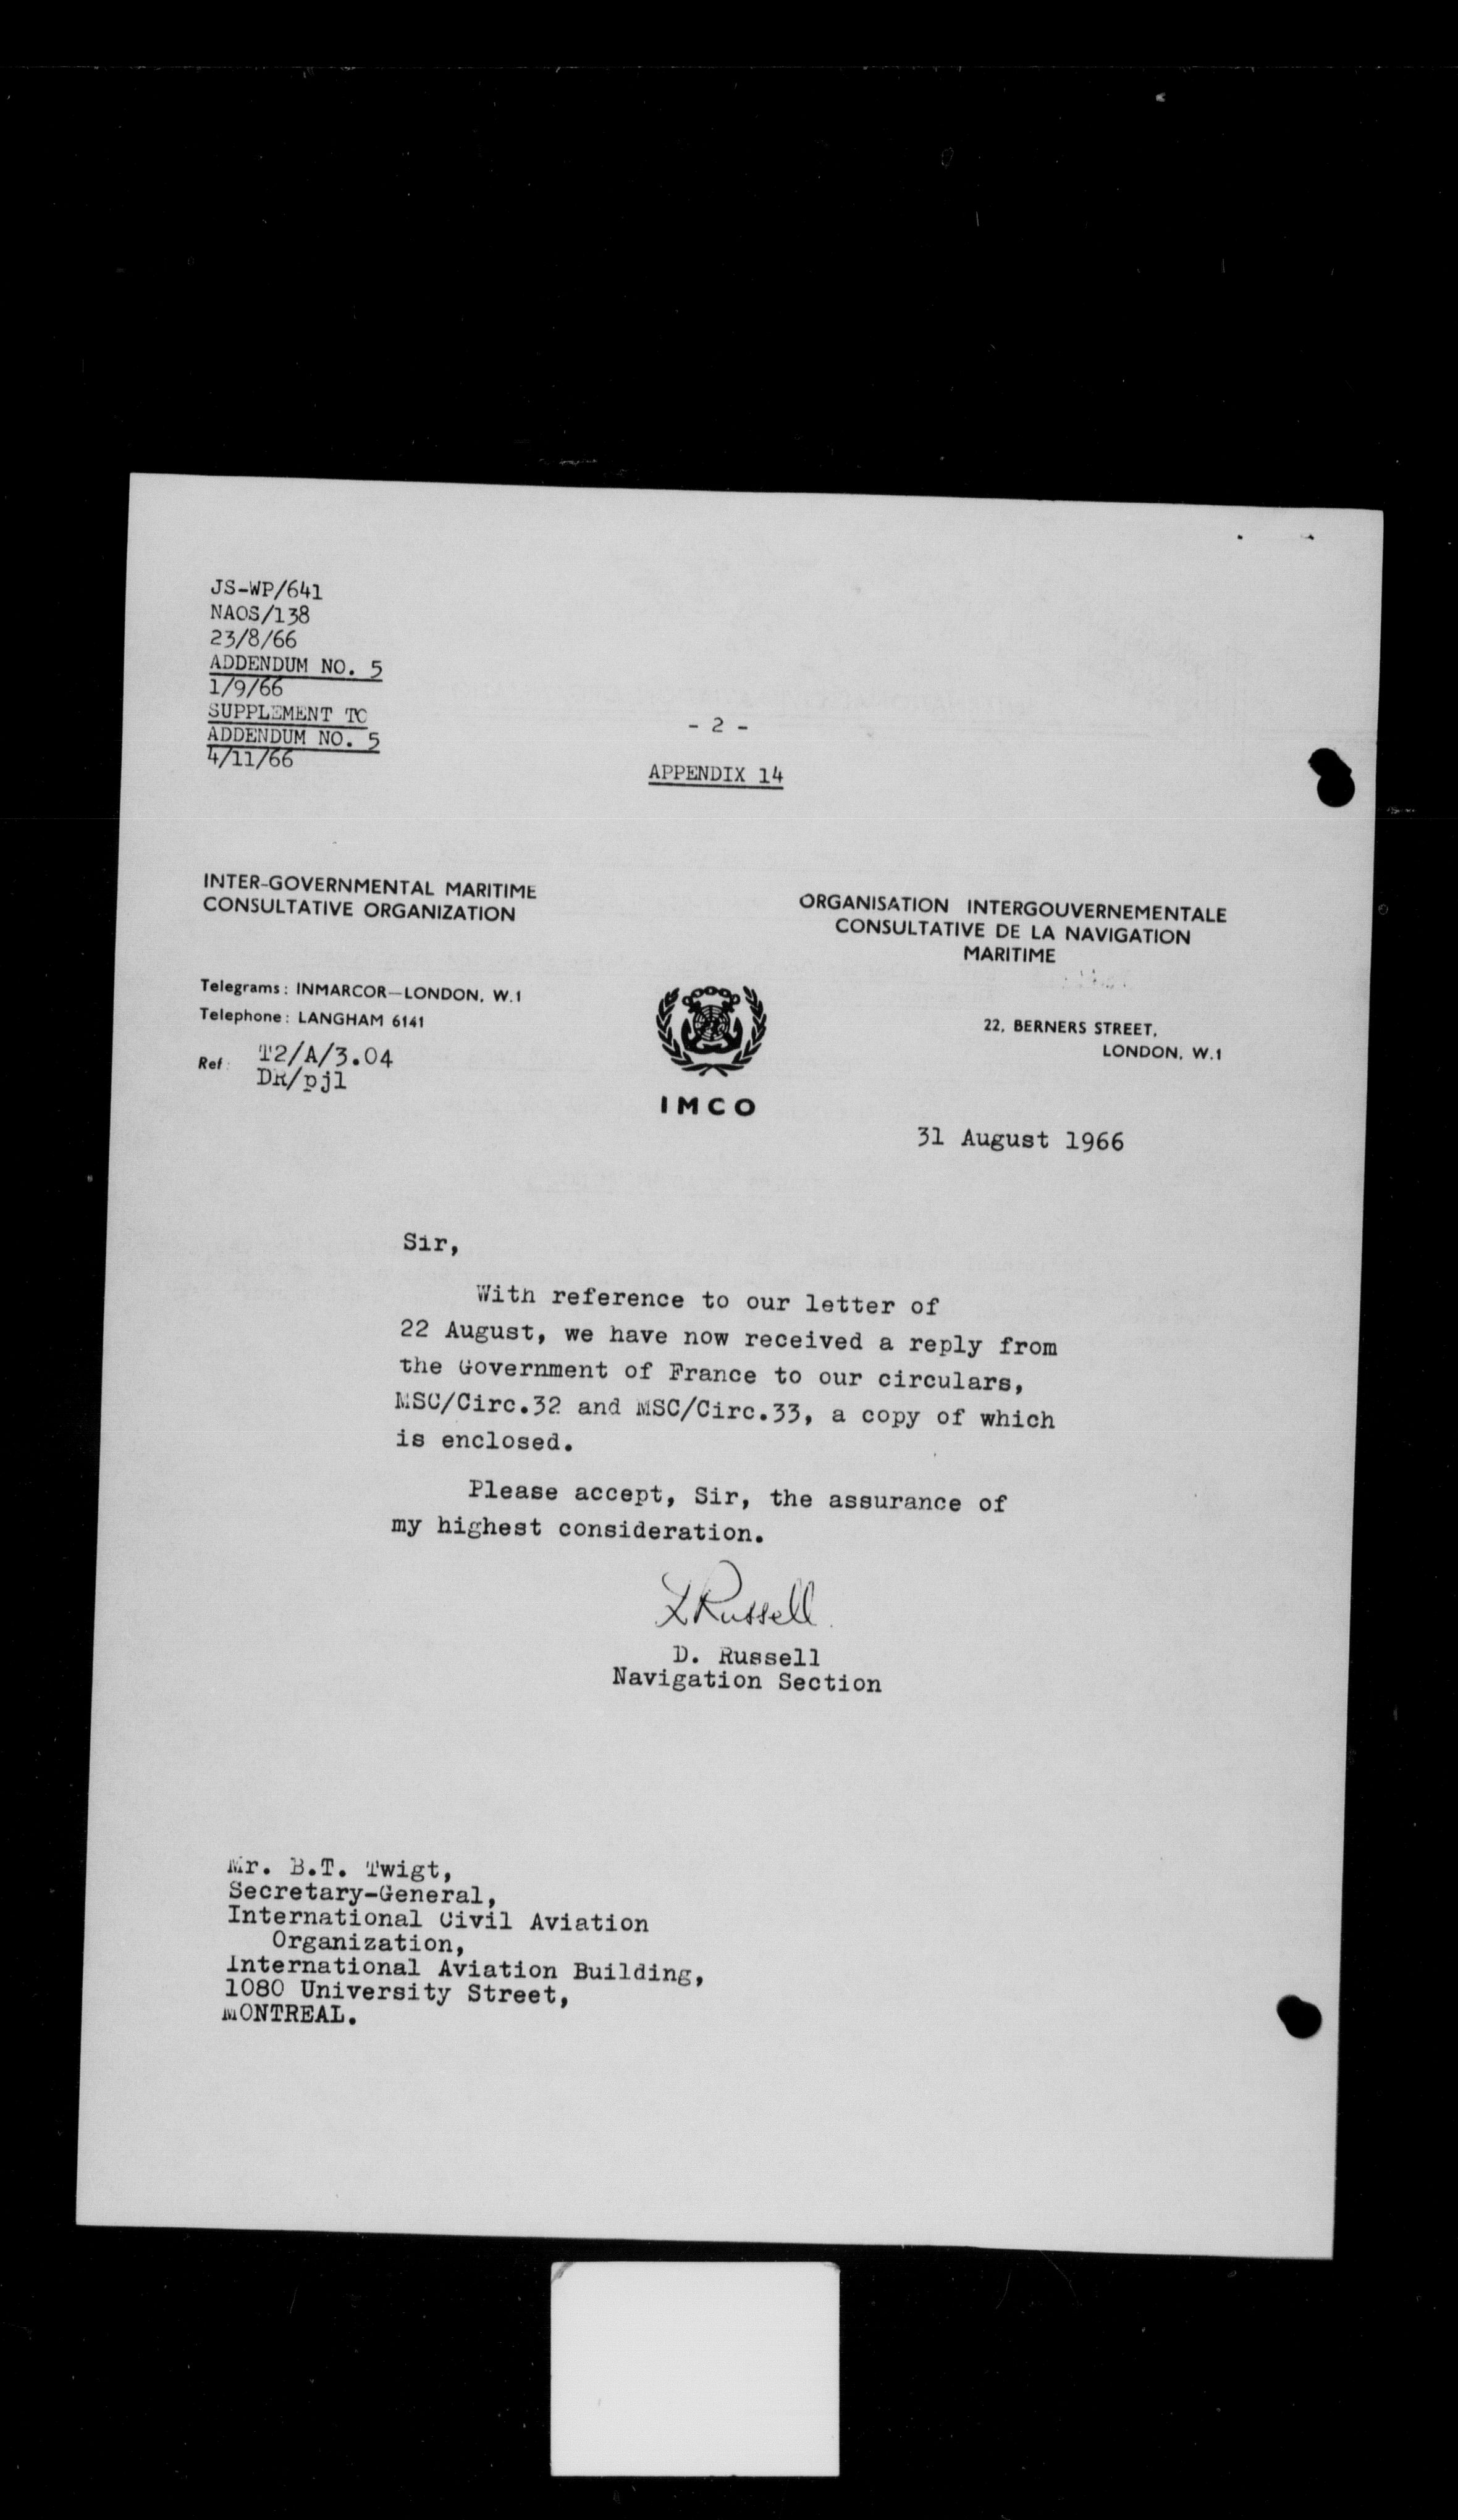 JS-WP/641
NAOS/138
23/8/66
ADDENDUM NO. 5
1/9/66
SUPPLEMENT TO
ADDENDUM NO. 5
4/11/66
- 2 -
APPENDIX 14
INTER-GOVERNMENTAL MARITIME
CONSULTATIVE ORGANIZATION
ORGANISATION INTERGOUVERNEMENTALE
CONSULTATIVE DE LA NAVIGATION
MARITIME
Telegrams: INMARCOR—LONDON, W.1
Telephone: LANGHAM 6141
Ref: T2/A/3.04
DR/pjl
IMCO
22, BERNERS STREET,
LONDON, W.1
31 August 1966
Sir,
With reference to our letter of
22 August, we have now received a reply from
the Government of France to our circulars,
MSC/Circ.32 and MSC/Circ.33, a copy of which
is enclosed.
Please accept, Sir, the assurance of
my highest consideration.
DRussell
D. Russell
Navigation Section
Mr. B.T. Twigt,
Secretary-General,
International Civil Aviation
Organization,
International Aviation Building,
1080 University Street,
MONTREAL.